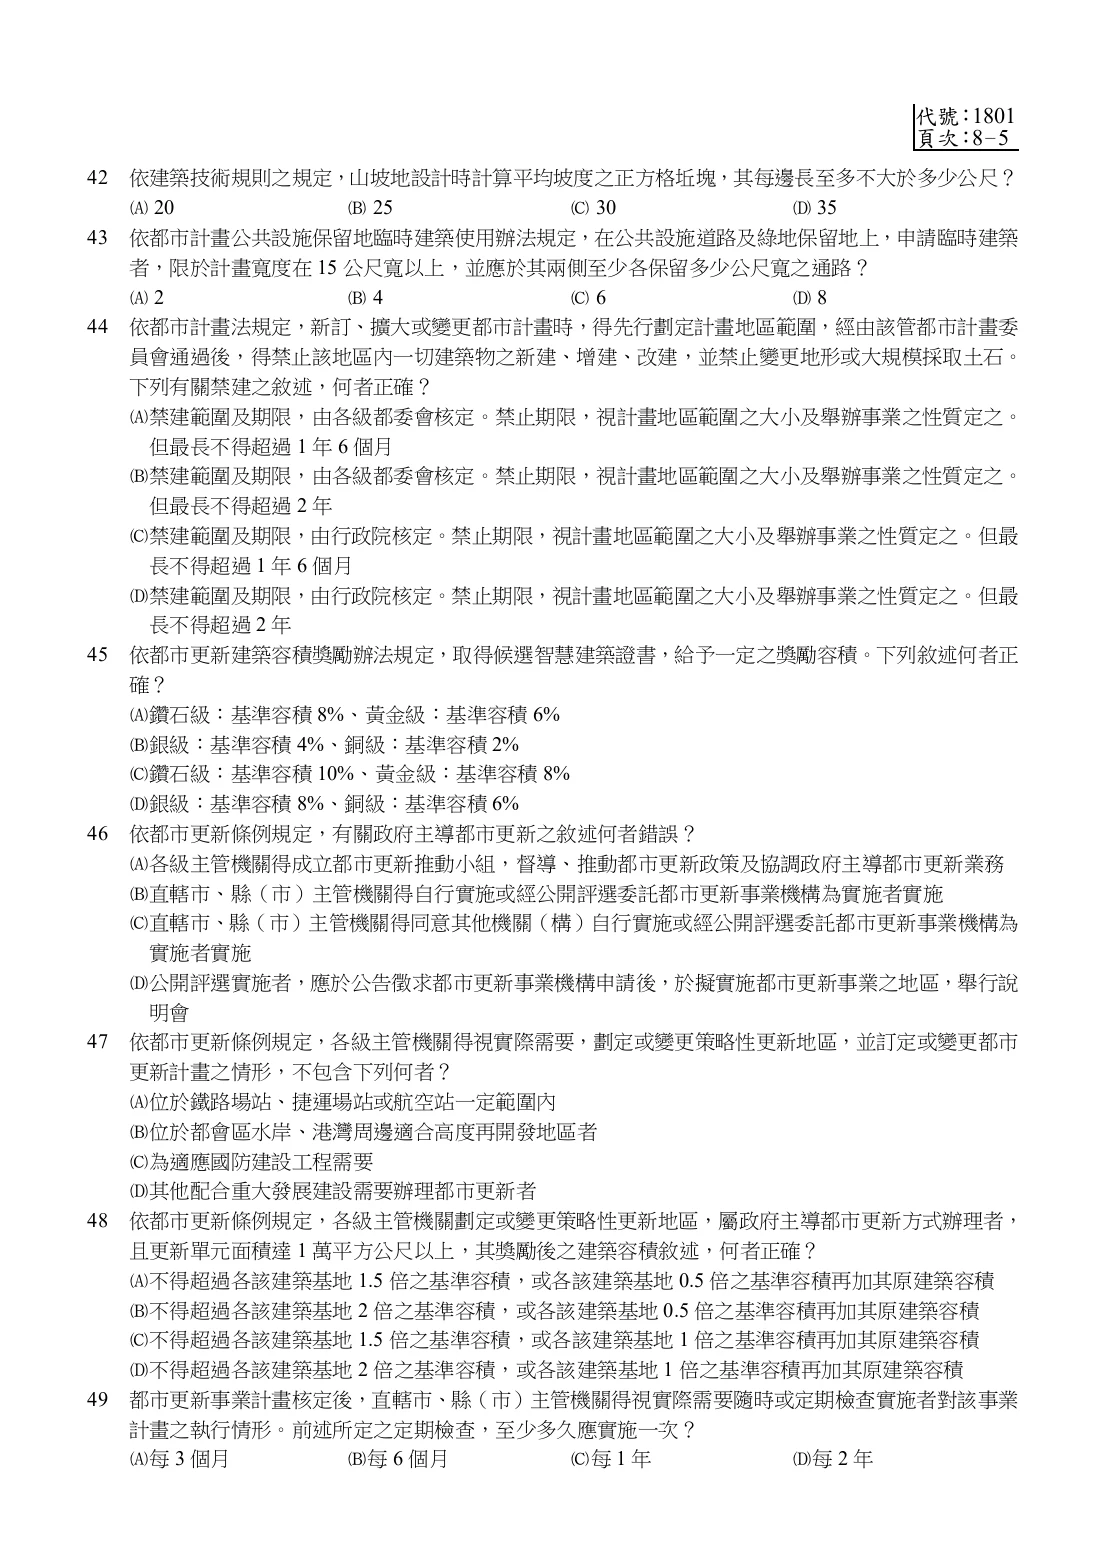 代號：1801
頁次：8－5
42 依建築技術規則之規定，山坡地設計時計算平均坡度之正方格坵塊，其每邊長至多不大於多少公尺？
(A) 20 (B) 25 (C) 30 (D) 35
43 依都市計畫公共設施保留地臨時建築使用辦法規定，在公共設施道路及綠地保留地上，申請臨時建築
者，限於計畫寬度在 15 公尺寬以上，並應於其兩側至少各保留多少公尺寬之通路？
(A) 2 (B) 4 (C) 6 (D) 8
44 依都市計畫法規定，新訂、擴大或變更都市計畫時，得先行劃定計畫地區範圍，經由該管都市計畫委
員會通過後，得禁止該地區內一切建築物之新建、增建、改建，並禁止變更地形或大規模採取土石。
下列有關禁建之敘述，何者正確？
(A)禁建範圍及期限，由各級都委會核定。禁止期限，視計畫地區範圍之大小及舉辦事業之性質定之。
但最長不得超過 1 年 6 個月
(B)禁建範圍及期限，由各級都委會核定。禁止期限，視計畫地區範圍之大小及舉辦事業之性質定之。
但最長不得超過 2 年
(C)禁建範圍及期限，由行政院核定。禁止期限，視計畫地區範圍之大小及舉辦事業之性質定之。但最
長不得超過 1 年 6 個月
(D)禁建範圍及期限，由行政院核定。禁止期限，視計畫地區範圍之大小及舉辦事業之性質定之。但最
長不得超過 2 年
45 依都市更新建築容積獎勵辦法規定，取得候選智慧建築證書，給予一定之獎勵容積。下列敘述何者正
確？
(A)鑽石級：基準容積 8%、黃金級：基準容積 6%
(B)銀級：基準容積 4%、銅級：基準容積 2%
(C)鑽石級：基準容積 10%、黃金級：基準容積 8%
(D)銀級：基準容積 8%、銅級：基準容積 6%
46 依都市更新條例規定，有關政府主導都市更新之敘述何者錯誤？
(A)各級主管機關得成立都市更新推動小組，督導、推動都市更新政策及協調政府主導都市更新業務
(B)直轄市、縣（市）主管機關得自行實施或經公開評選委託都市更新事業機構為實施者實施
(C)直轄市、縣（市）主管機關得同意其他機關（構）自行實施或經公開評選委託都市更新事業機構為
實施者實施
(D)公開評選實施者，應於公告徵求都市更新事業機構申請後，於擬實施都市更新事業之地區，舉行說
明會
47 依都市更新條例規定，各級主管機關得視實際需要，劃定或變更策略性更新地區，並訂定或變更都市
更新計畫之情形，不包含下列何者？
(A)位於鐵路場站、捷運場站或航空站一定範圍內
(B)位於都會區水岸、港灣周邊適合高度再開發地區者
(C)為適應國防建設工程需要
(D)其他配合重大發展建設需要辦理都市更新者
48 依都市更新條例規定，各級主管機關劃定或變更策略性更新地區，屬政府主導都市更新方式辦理者，
且更新單元面積達 1 萬平方公尺以上，其獎勵後之建築容積敘述，何者正確？
(A)不得超過各該建築基地 1.5 倍之基準容積，或各該建築基地 0.5 倍之基準容積再加其原建築容積
(B)不得超過各該建築基地 2 倍之基準容積，或各該建築基地 0.5 倍之基準容積再加其原建築容積
(C)不得超過各該建築基地 1.5 倍之基準容積，或各該建築基地 1 倍之基準容積再加其原建築容積
(D)不得超過各該建築基地 2 倍之基準容積，或各該建築基地 1 倍之基準容積再加其原建築容積
49 都市更新事業計畫核定後，直轄市、縣（市）主管機關得視實際需要隨時或定期檢查實施者對該事業
計畫之執行情形。前述所定之定期檢查，至少多久應實施一次？
(A)每 3 個月 (B)每 6 個月 (C)每 1 年 (D)每 2 年